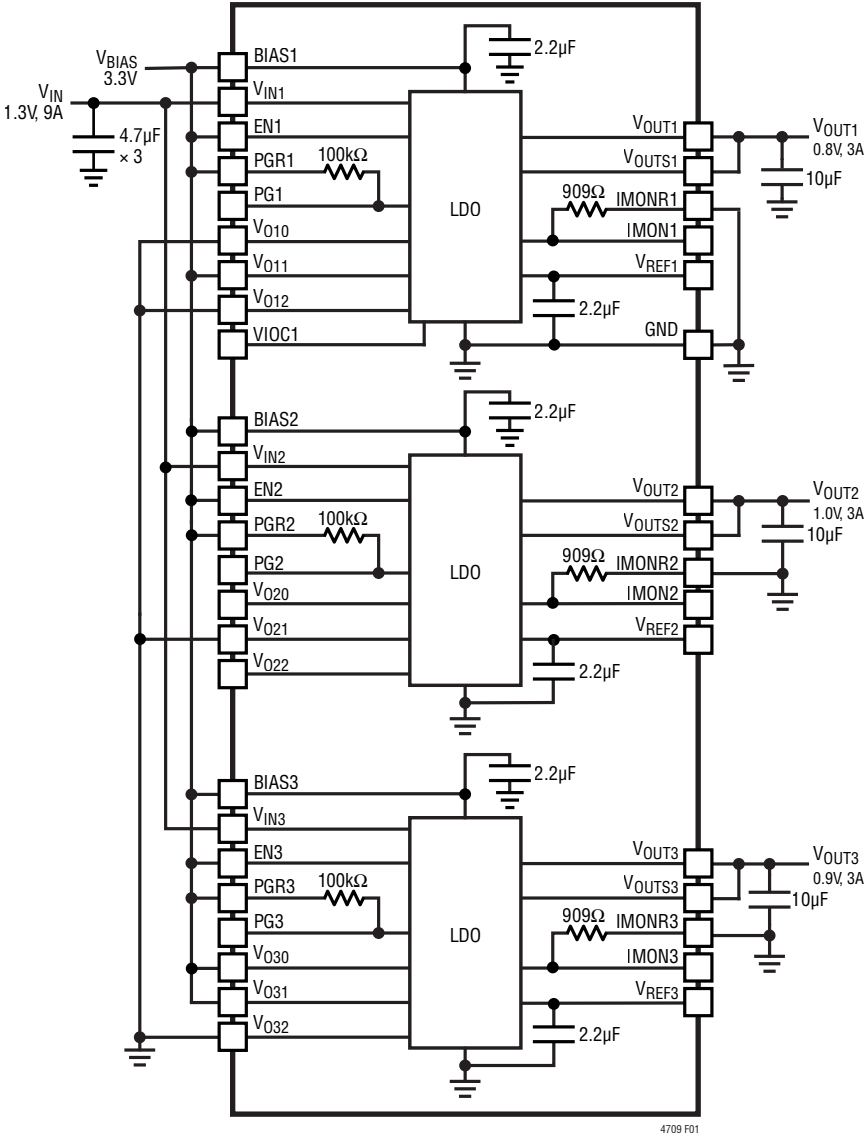 V_BIAS
3.3V
V_IN
1.3V, 9A
4.7µF
× 3
BIAS1
V_IN1
EN1
PGR1
100kΩ
PG1
V_O10
V_O11
V_O12
VIOC1
2.2µF
LDO
V_OUT1
V_OUTS1
909Ω
IMONR1
IMON1
V_REF1
2.2µF
GND
V_OUT1
0.8V, 3A
10µF
BIAS2
V_IN2
EN2
PGR2
100kΩ
PG2
V_O20
V_O21
V_O22
2.2µF
LDO
V_OUT2
V_OUTS2
909Ω
IMONR2
IMON2
V_REF2
2.2µF
V_OUT2
1.0V, 3A
10µF
BIAS3
V_IN3
EN3
PGR3
100kΩ
PG3
V_O30
V_O31
V_O32
2.2µF
LDO
V_OUT3
V_OUTS3
909Ω
IMONR3
IMON3
V_REF3
2.2µF
V_OUT3
0.9V, 3A
10µF
4709 F01